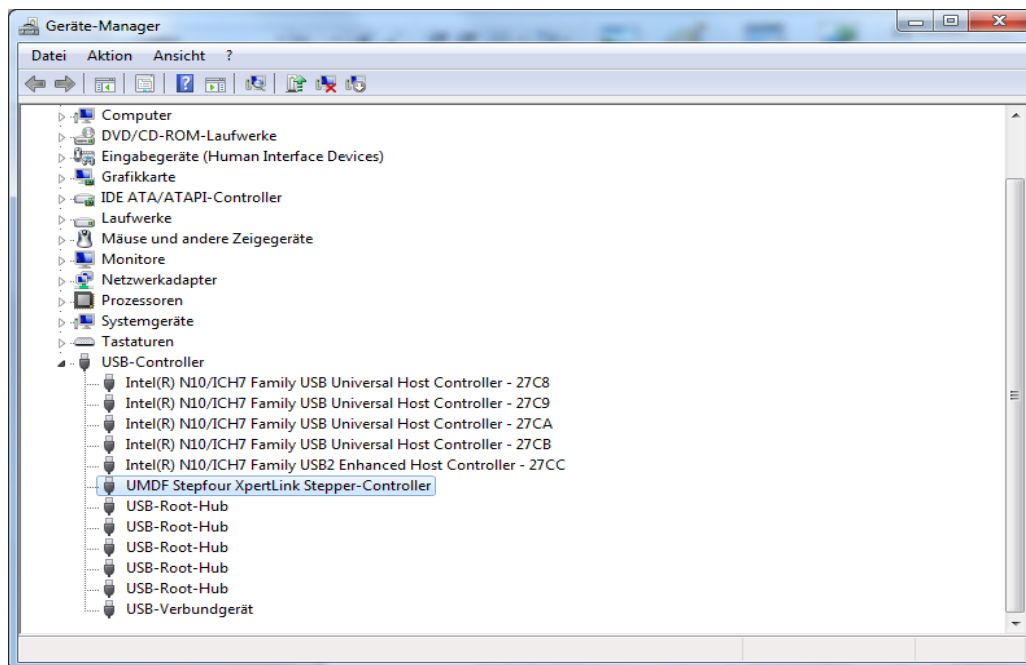 Geräte-Manager
Datei Aktion Ansicht ?
Computer
DVD/CD-ROM-Laufwerke
Eingabegeräte (Human Interface Devices)
Grafikkarte
IDE ATA/ATAPI-Controller
Laufwerke
Mäuse und andere Zeigegeräte
Monitore
Netzwerkadapter
Prozessoren
Systemgeräte
Tastaturen
USB-Controller
Intel(R) N10/ICH7 Family USB Universal Host Controller - 27C8
Intel(R) N10/ICH7 Family USB Universal Host Controller - 27C9
Intel(R) N10/ICH7 Family USB Universal Host Controller - 27CA
Intel(R) N10/ICH7 Family USB Universal Host Controller - 27CB
Intel(R) N10/ICH7 Family USB2 Enhanced Host Controller - 27CC
UMDF Stepfour XpertLink Stepper-Controller
USB-Root-Hub
USB-Root-Hub
USB-Root-Hub
USB-Root-Hub
USB-Root-Hub
USB-Verbundgerät